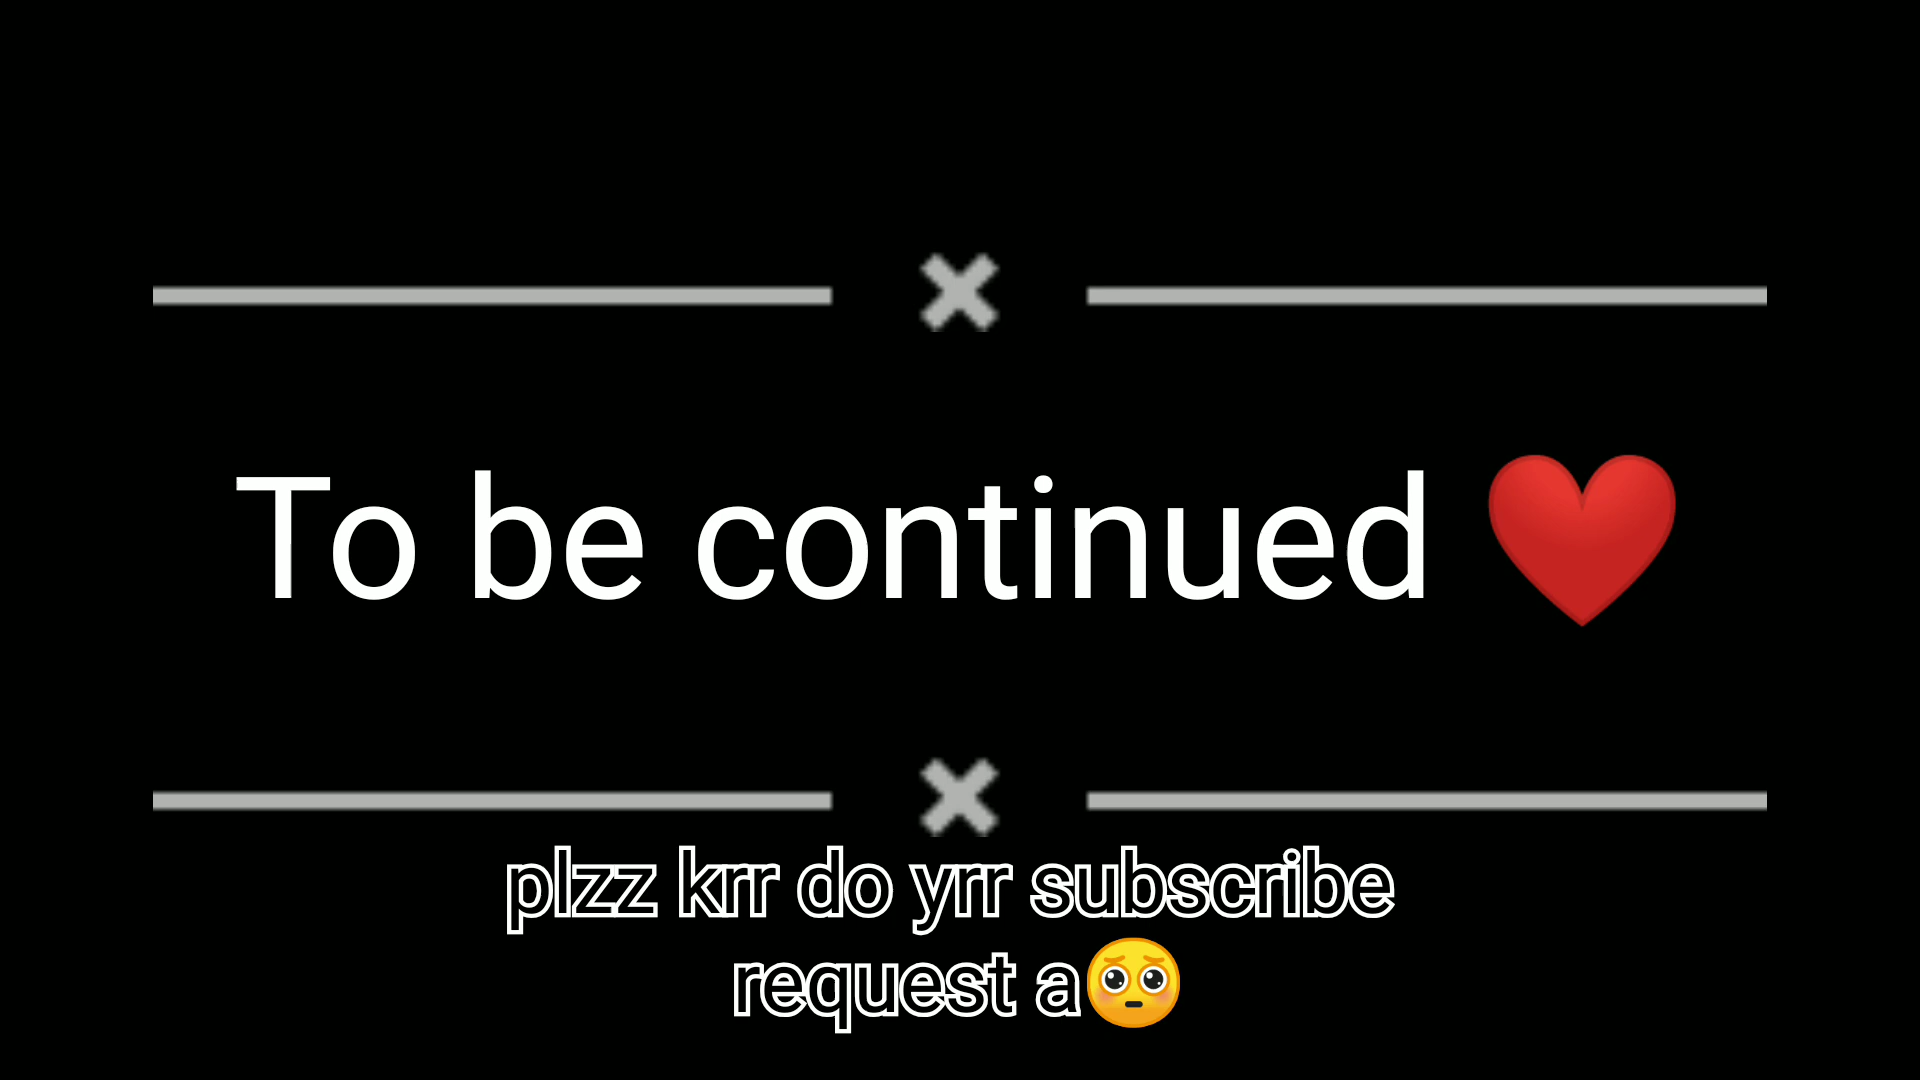 To be continued ❤️
plzz krr do yrr subscribe
request a🥺